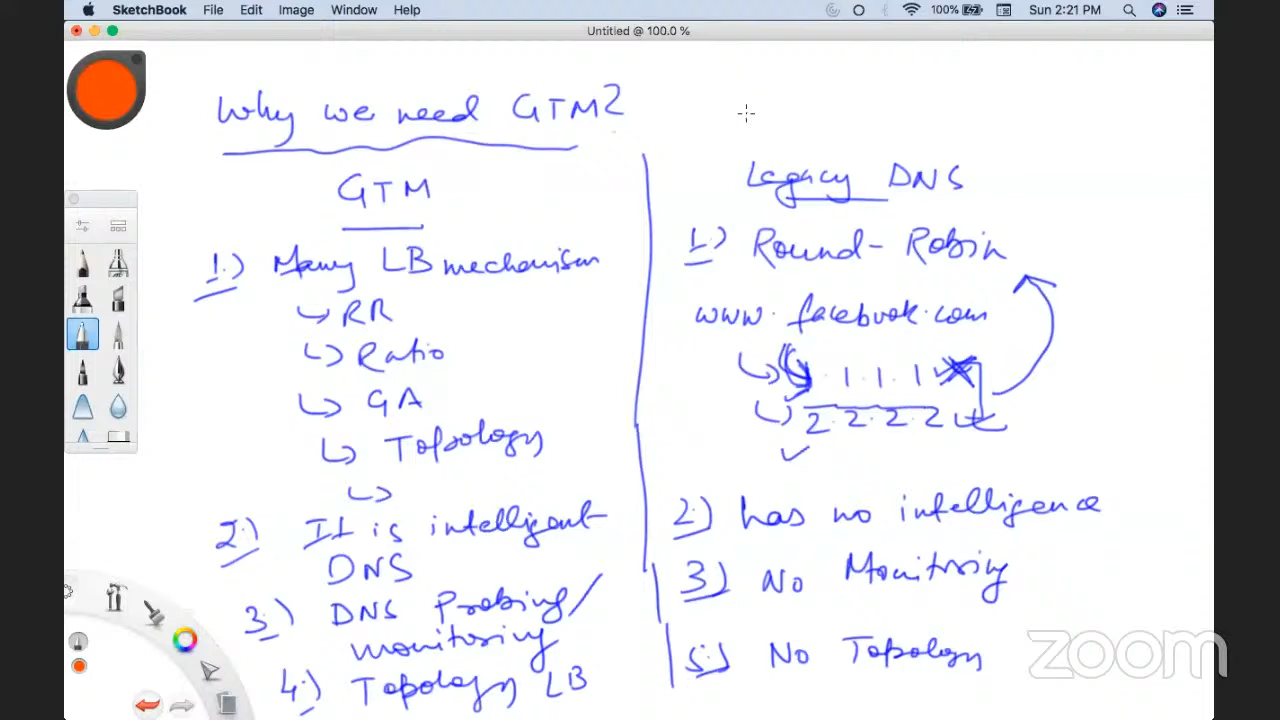 SketchBook File Edit Image Window Help 100% Sun 2:21 PM
Untitled @ 100.0 %
Why we need GTM?
GTM
1.) Many LB mechanism
RR
Ratio
GA
Topology
2.) It is intelligent
DNS
3.) DNS Probing/
monitoring
4.) Topology LB
Legacy DNS
1.) Round-Robin
www.facebook.com
1.1.1
2.2.2.2
2.) has no intelligence
3.) No Monitoring
No Topology
zoom